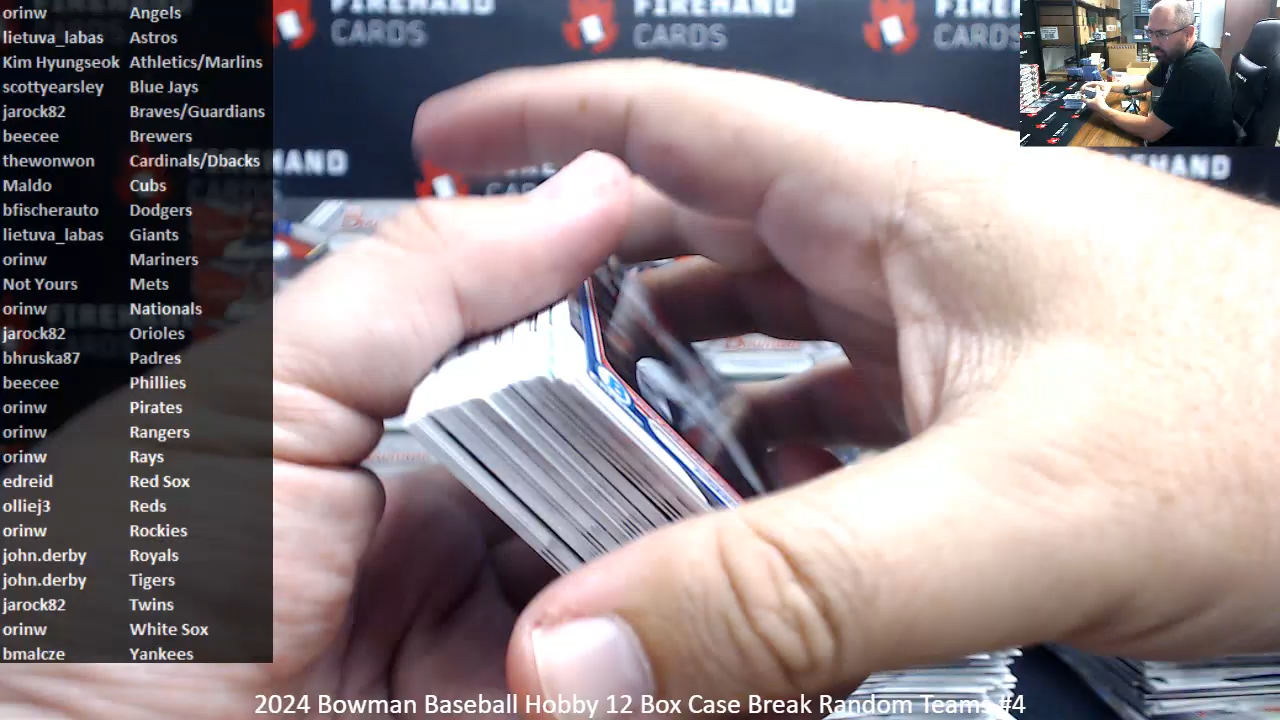 orinw Angels
lietuva_labas Astros
Kim Hyungseok Athletics/Marlins
scottyearsley Blue Jays
jarock82 Braves/Guardians
beecee Brewers
thewonwon Cardinals/Dbacks
Maldo Cubs
bfischerauto Dodgers
lietuva_labas Giants
orinw Mariners
Not Yours Mets
orinw Nationals
jarock82 Orioles
bhruska87 Padres
beecee Phillies
orinw Pirates
orinw Rangers
orinw Rays
edreid Red Sox
olliej3 Reds
orinw Rockies
john.derby Royals
john.derby Tigers
jarock82 Twins
orinw White Sox
bmalcze Yankees
FIREHAND CARDS
FIREHAND CARDS
FIRE CARDS
2024 Bowman Baseball Hobby 12 Box Case Break Random Teams #4